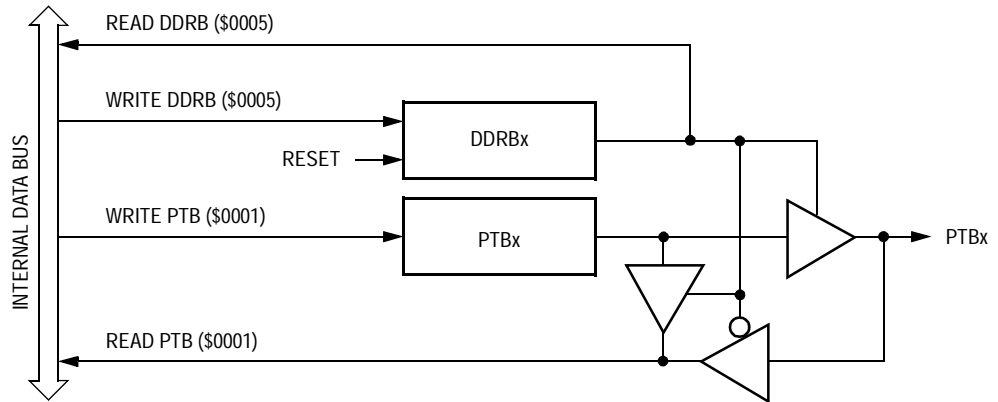 READ DDRB ($0005)
WRITE DDRB ($0005)
DDRBx
RESET
INTERNAL DATA BUS
WRITE PTB ($0001)
PTBx
PTBx
READ PTB ($0001)